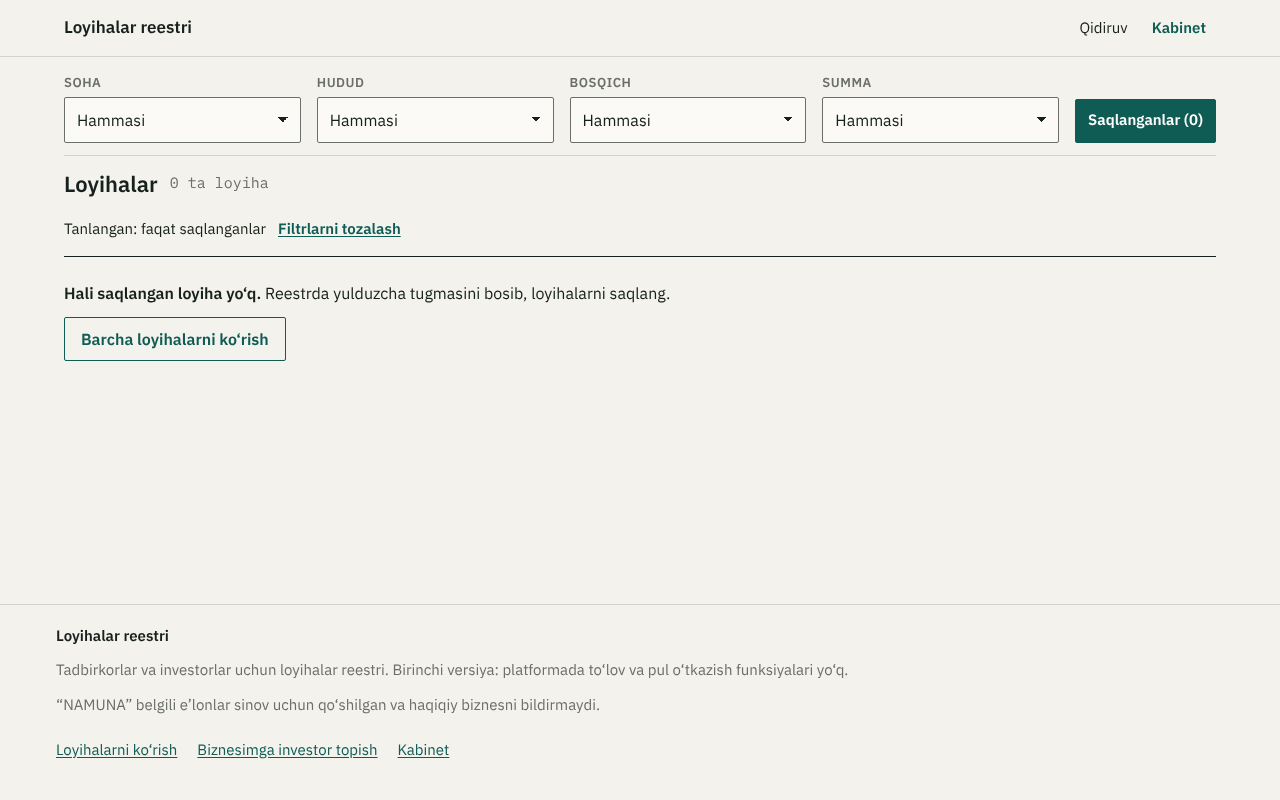 Loyihalar reestri
Qidiruv Kabinet
SOHA HUDUD BOSQICH SUMMA
Hammasi Hammasi Hammasi Hammasi Saqlanganlar (0)
Loyihalar 0 ta loyiha
Tanlangan: faqat saqlanganlar Filtrlarni tozalash
Hali saqlangan loyiha yo‘q. Reestrda yulduzcha tugmasini bosib, loyihalarni saqlang.
Barcha loyihalarni ko‘rish
Loyihalar reestri
Tadbirkorlar va investorlar uchun loyihalar reestri. Birinchi versiya: platformada to‘lov va pul o‘tkazish funksiyalari yo‘q.
“NAMUNA” belgili e’lonlar sinov uchun qo‘shilgan va haqiqiy biznesni bildirmaydi.
Loyihalarni ko‘rish Biznesimga investor topish Kabinet